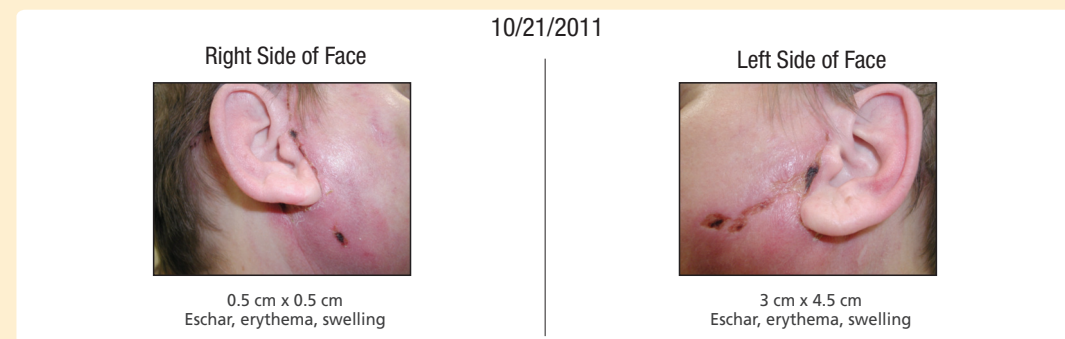 10/21/2011
Right Side of Face
Left Side of Face
0.5 cm x 0.5 cm
Eschar, erythema, swelling
3 cm x 4.5 cm
Eschar, erythema, swelling